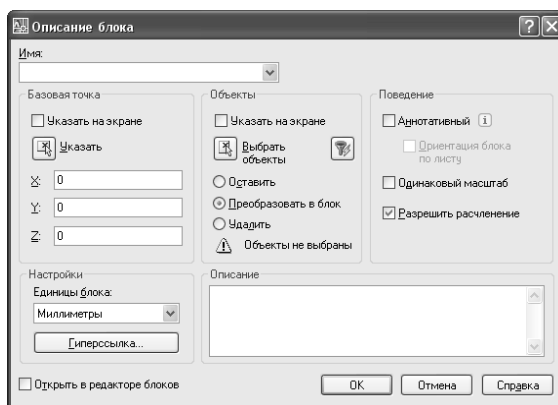 Описание блока
Имя:
Базовая точка
Указать на экране
Указать
X: 0
Y: 0
Z: 0
Объекты
Указать на экране
Выбрать
объекты
Оставить
Преобразовать в блок
Удалить
Объекты не выбраны
Поведение
Аннотативный
Ориентация блока
по листу
Одинаковый масштаб
Разрешить расчленение
Настройки
Единицы блока:
Миллиметры
Гиперссылка...
Описание
Открыть в редакторе блоков
OK
Отмена
Справка